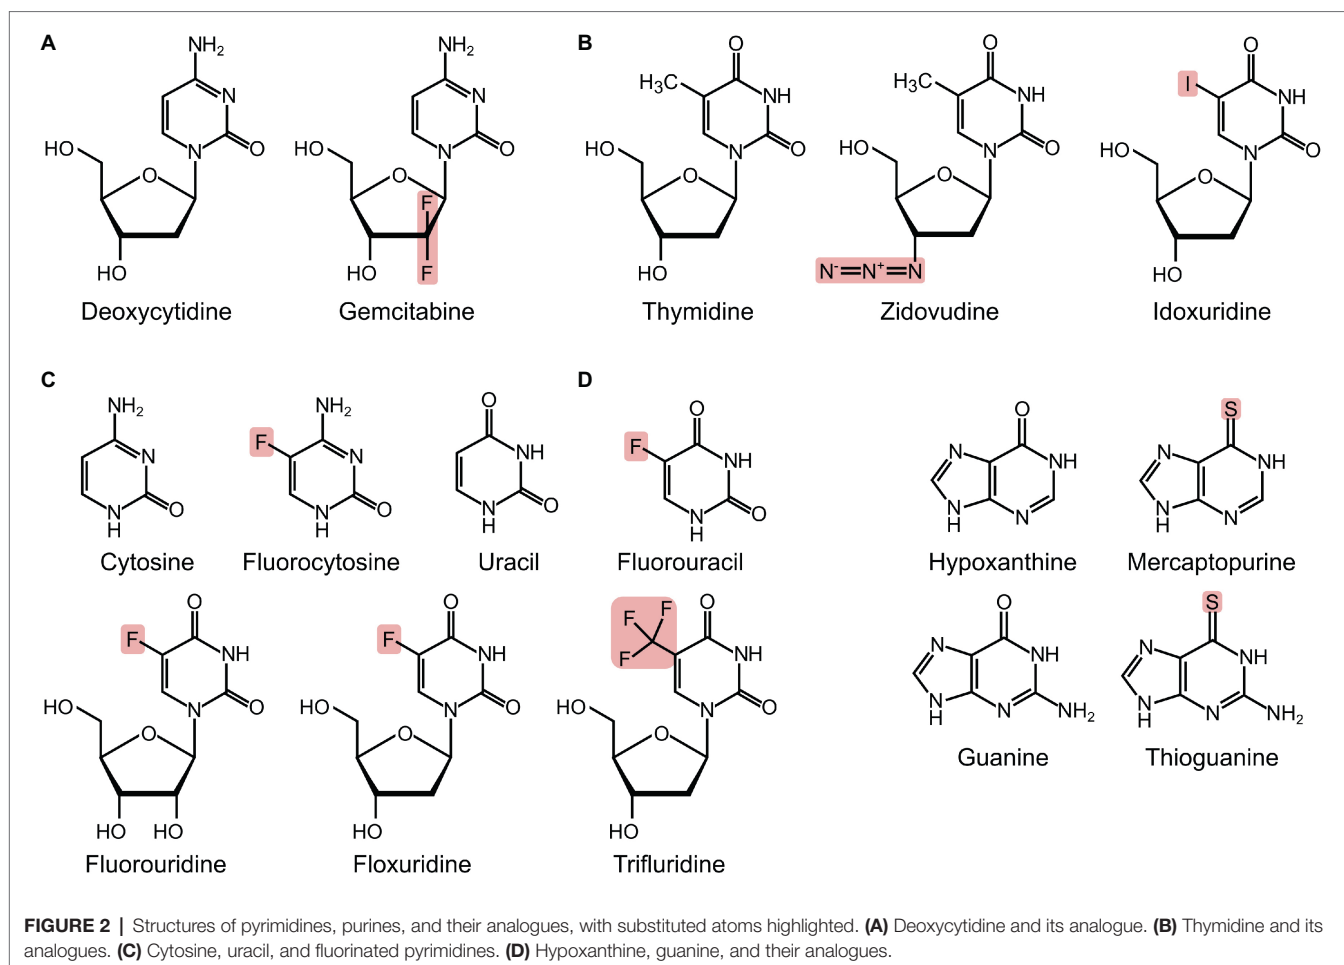 A
B
NH2
N
N
O
O
HO
HO
Deoxycytidine
NH2
N
N
O
O
HO
HO
F
F
Gemcitabine
O
H3C
NH
N
O
O
HO
HO
Thymidine
O
H3C
NH
N
O
O
HO
N-=N+=N
Zidovudine
O
I
NH
N
O
O
HO
HO
Idoxuridine
C
D
NH2
N
N
H
O
Cytosine
NH2
F
N
N
H
O
Fluorocytosine
O
NH
N
H
O
Uracil
O
F
NH
N
H
O
Fluorouracil
O
N
NH
N
H
N
Hypoxanthine
S
N
NH
N
H
N
Mercaptopurine
O
F
NH
N
O
O
HO
HO
HO
Fluorouridine
O
F
NH
N
O
O
HO
HO
Floxuridine
F
F
F
O
NH
N
O
O
HO
HO
Trifluridine
O
N
NH
N
H
N
NH2
Guanine
S
N
NH
N
H
N
NH2
Thioguanine
FIGURE 2 | Structures of pyrimidines, purines, and their analogues, with substituted atoms highlighted. (A) Deoxycytidine and its analogue. (B) Thymidine and its
analogues. (C) Cytosine, uracil, and fluorinated pyrimidines. (D) Hypoxanthine, guanine, and their analogues.